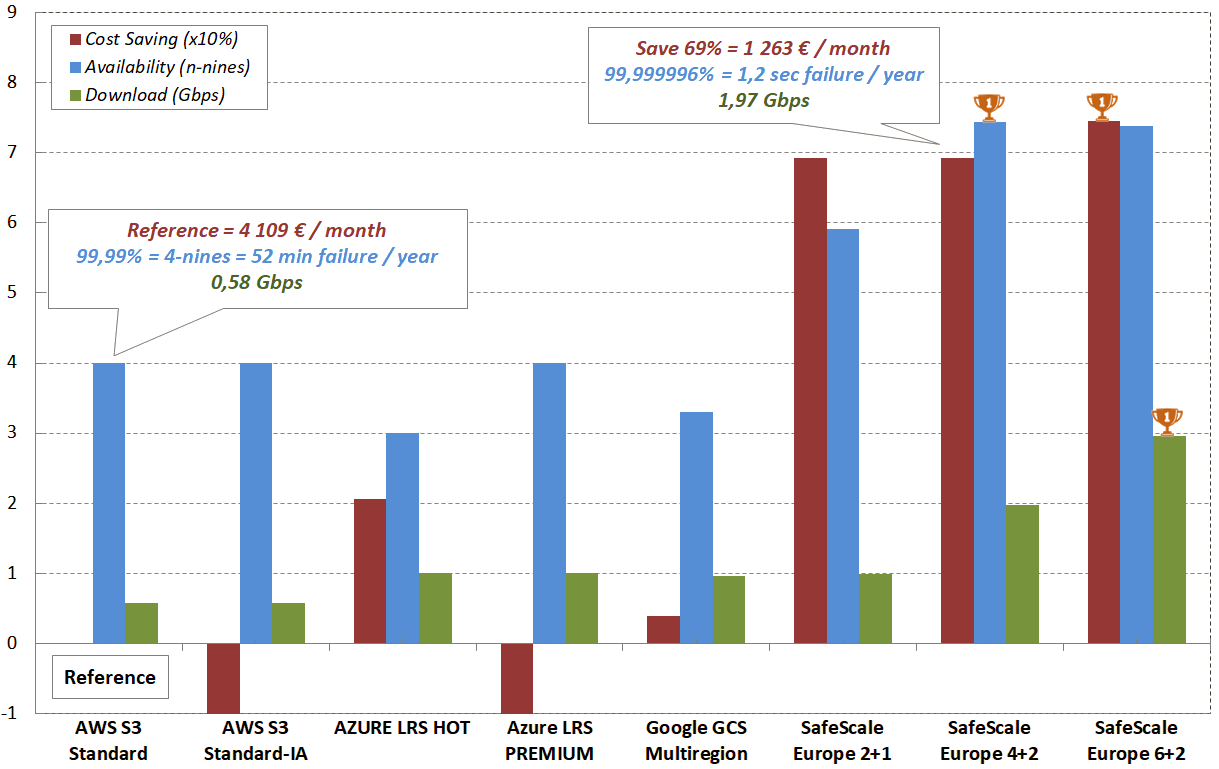 9
8
7
6
5
4
3
2
1
0
-1
Cost Saving (x10%)
Availability (n-nines)
Download (Gbps)
Save 69% = 1 263 € / month
99,999996% = 1,2 sec failure / year
1,97 Gbps
1
1
Reference = 4 109 € / month
99,99% = 4-nines = 52 min failure / year
0,58 Gbps
1
Reference
AWS S3
Standard
AWS S3
Standard-IA
AZURE LRS HOT
Azure LRS
PREMIUM
Google GCS
Multiregion
SafeScale
Europe 2+1
SafeScale
Europe 4+2
SafeScale
Europe 6+2